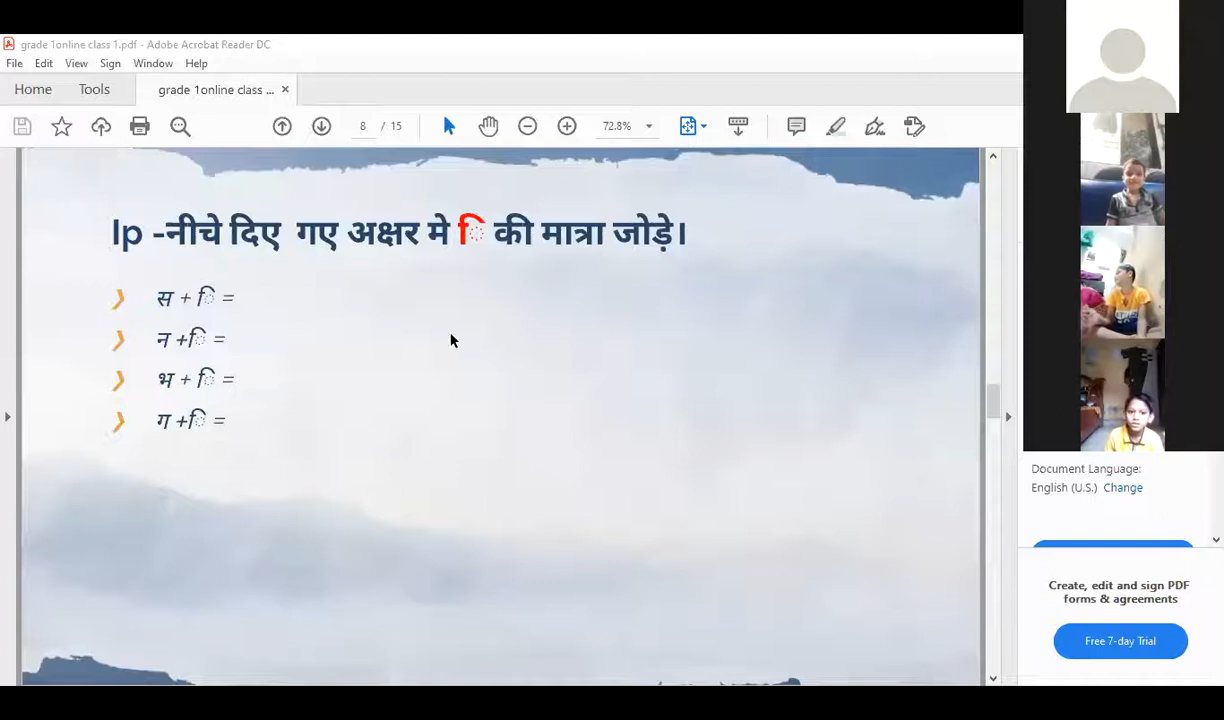 grade 1online class 1.pdf - Adobe Acrobat Reader DC
File Edit View Sign Window Help
Home Tools grade 1online class ... ×
8 / 15 72.8%
Ip -नीचे दिए गए अक्षर मे ि की मात्रा जोड़े।
स + ि =
न +ि =
भ + ि =
ग +ि =
Document Language:
English (U.S.) Change
Create, edit and sign PDF
forms & agreements
Free 7-day Trial